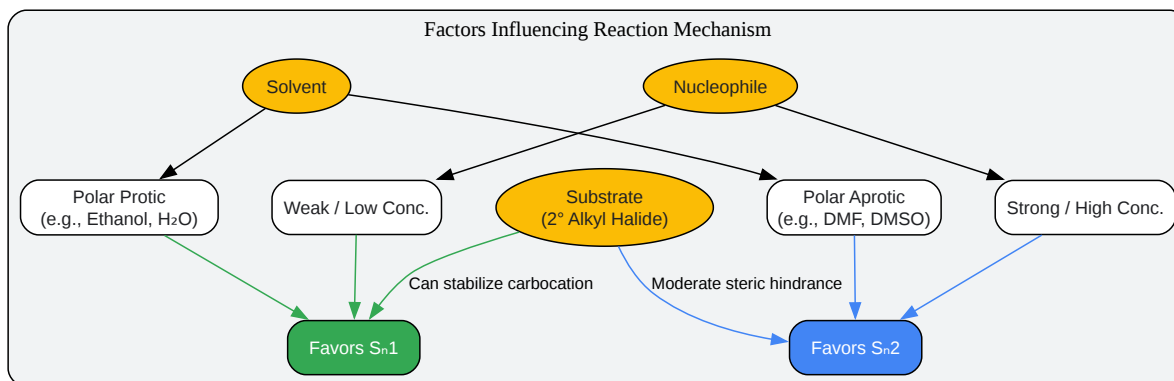 Factors Influencing Reaction Mechanism
Solvent
Nucleophile
Polar Protic
(e.g., Ethanol, H₂O)
Weak / Low Conc.
Substrate
(2° Alkyl Halide)
Polar Aprotic
(e.g., DMF, DMSO)
Strong / High Conc.
Can stabilize carbocation
Moderate steric hindrance
Favors Sₙ1
Favors Sₙ2